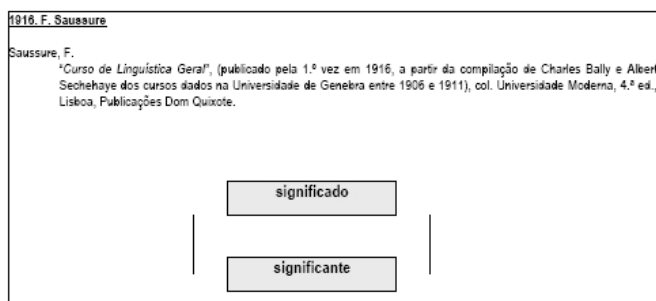 1916. F. Saussure
Saussure, F.
"Curso de Linguística Geral", (publicado pela 1.ª vez em 1916, a partir da compilação de Charles Bally e Albert
Sechehaye dos cursos dados na Universidade de Genebra entre 1906 e 1911), col. Universidade Moderna, 4.ª ed.,
Lisboa, Publicações Dom Quixote.
significado
significante